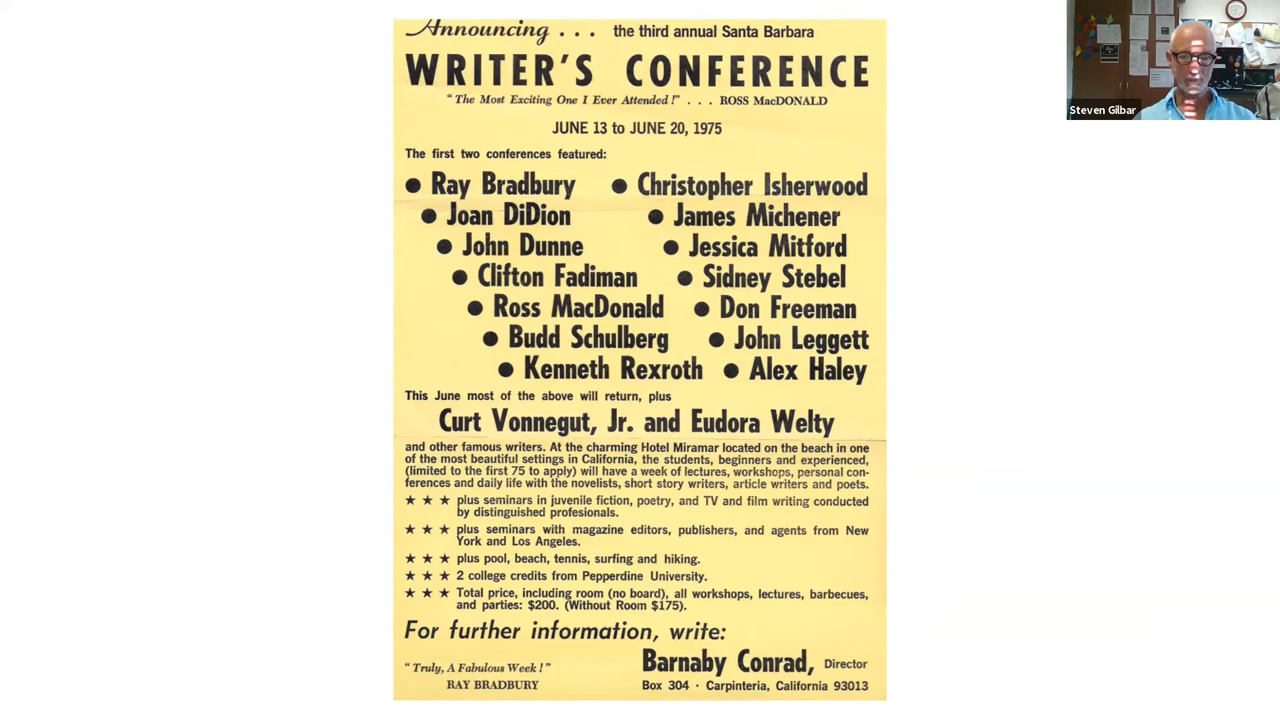 Announcing . . . the third annual Santa Barbara
WRITER'S CONFERENCE
"The Most Exciting One I Ever Attended!" . . . ROSS MacDONALD
JUNE 13 to JUNE 20, 1975
The first two conferences featured:
● Ray Bradbury ● Christopher Isherwood
● Joan DiDion ● James Michener
● John Dunne ● Jessica Mitford
● Clifton Fadiman ● Sidney Stebel
● Ross MacDonald ● Don Freeman
● Budd Schulberg ● John Leggett
● Kenneth Rexroth ● Alex Haley
This June most of the above will return, plus
Curt Vonnegut, Jr. and Eudora Welty
and other famous writers. At the charming Hotel Miramar located on the beach in one
of the most beautiful settings in California, the students, beginners and experienced,
(limited to the first 75 to apply) will have a week of lectures, workshops, personal con-
ferences and daily life with the novelists, short story writers, article writers and poets.
★ ★ ★ plus seminars in juvenile fiction, poetry, and TV and film writing conducted
by distinguished profesionals.
★ ★ ★ plus seminars with magazine editors, publishers, and agents from New
York and Los Angeles.
★ ★ ★ plus pool, beach, tennis, surfing and hiking.
★ ★ ★ 2 college credits from Pepperdine University.
★ ★ ★ Total price, including room (no board), all workshops, lectures, barbecues,
and parties: $200. (Without Room $175).
For further information, write:
"Truly, A Fabulous Week!"
RAY BRADBURY
Barnaby Conrad, Director
Box 304 · Carpinteria, California 93013
Steven Gilbar